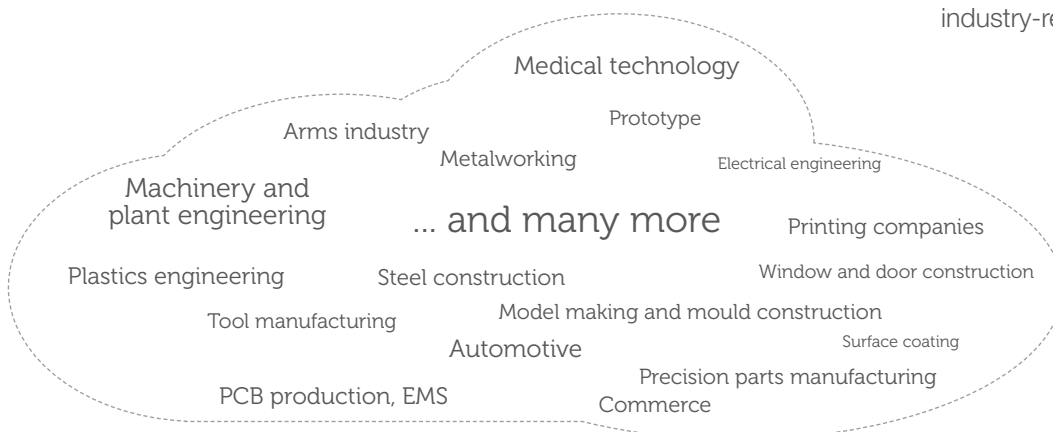 industry-re
Medical technology
Prototype
Arms industry
Metalworking
Electrical engineering
Machinery and
plant engineering
... and many more
Printing companies
Plastics engineering
Steel construction
Window and door construction
Tool manufacturing
Model making and mould construction
Automotive
Surface coating
Precision parts manufacturing
PCB production, EMS
Commerce